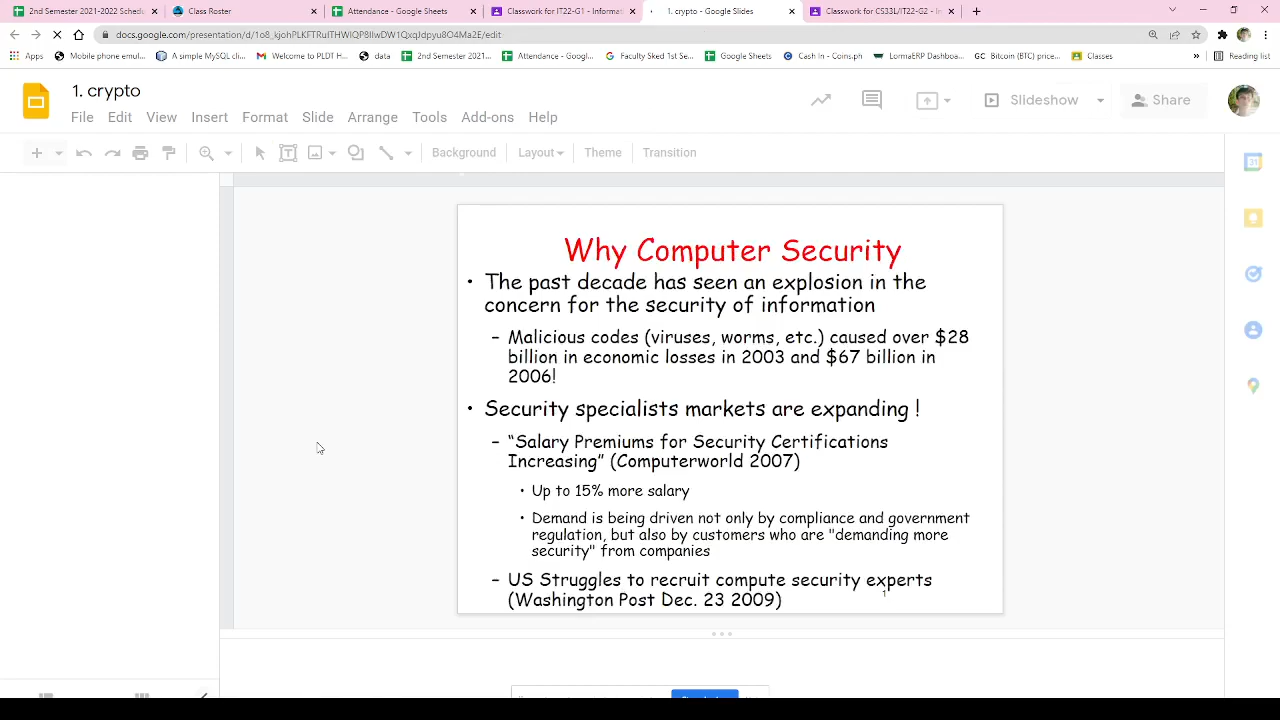 2nd Semester 2021-2022 Schedu
Class Roster
Attendance - Google Sheets
Classwork for IT22-G1 - Informat
1. crypto - Google Slides
Classwork for CS33L/IT22-G2 - In
docs.google.com/presentation/d/1o8_kjohPLKFTRuITHWIQP8IIwDW1QxqJdpyu8O4Ma2E/edit
Apps
Mobile phone emul...
A simple MySQL cli...
Welcome to PLDT H...
data
2nd Semester 2021...
Attendance - Googl...
Faculty Sked 1st Se...
Google Sheets
Cash In - Coins.ph
LormaERP Dashboa...
Bitcoin (BTC) price...
Classes
»
Reading list
1. crypto
File Edit View Insert Format Slide Arrange Tools Add-ons Help
Slideshow
Share
Background Layout Theme Transition
Why Computer Security
• The past decade has seen an explosion in the
concern for the security of information
– Malicious codes (viruses, worms, etc.) caused over $28
billion in economic losses in 2003 and $67 billion in
2006!
• Security specialists markets are expanding !
– “Salary Premiums for Security Certifications
Increasing” (Computerworld 2007)
• Up to 15% more salary
• Demand is being driven not only by compliance and government
regulation, but also by customers who are "demanding more
security" from companies
– US Struggles to recruit compute security experts
(Washington Post Dec. 23 2009)
1
31